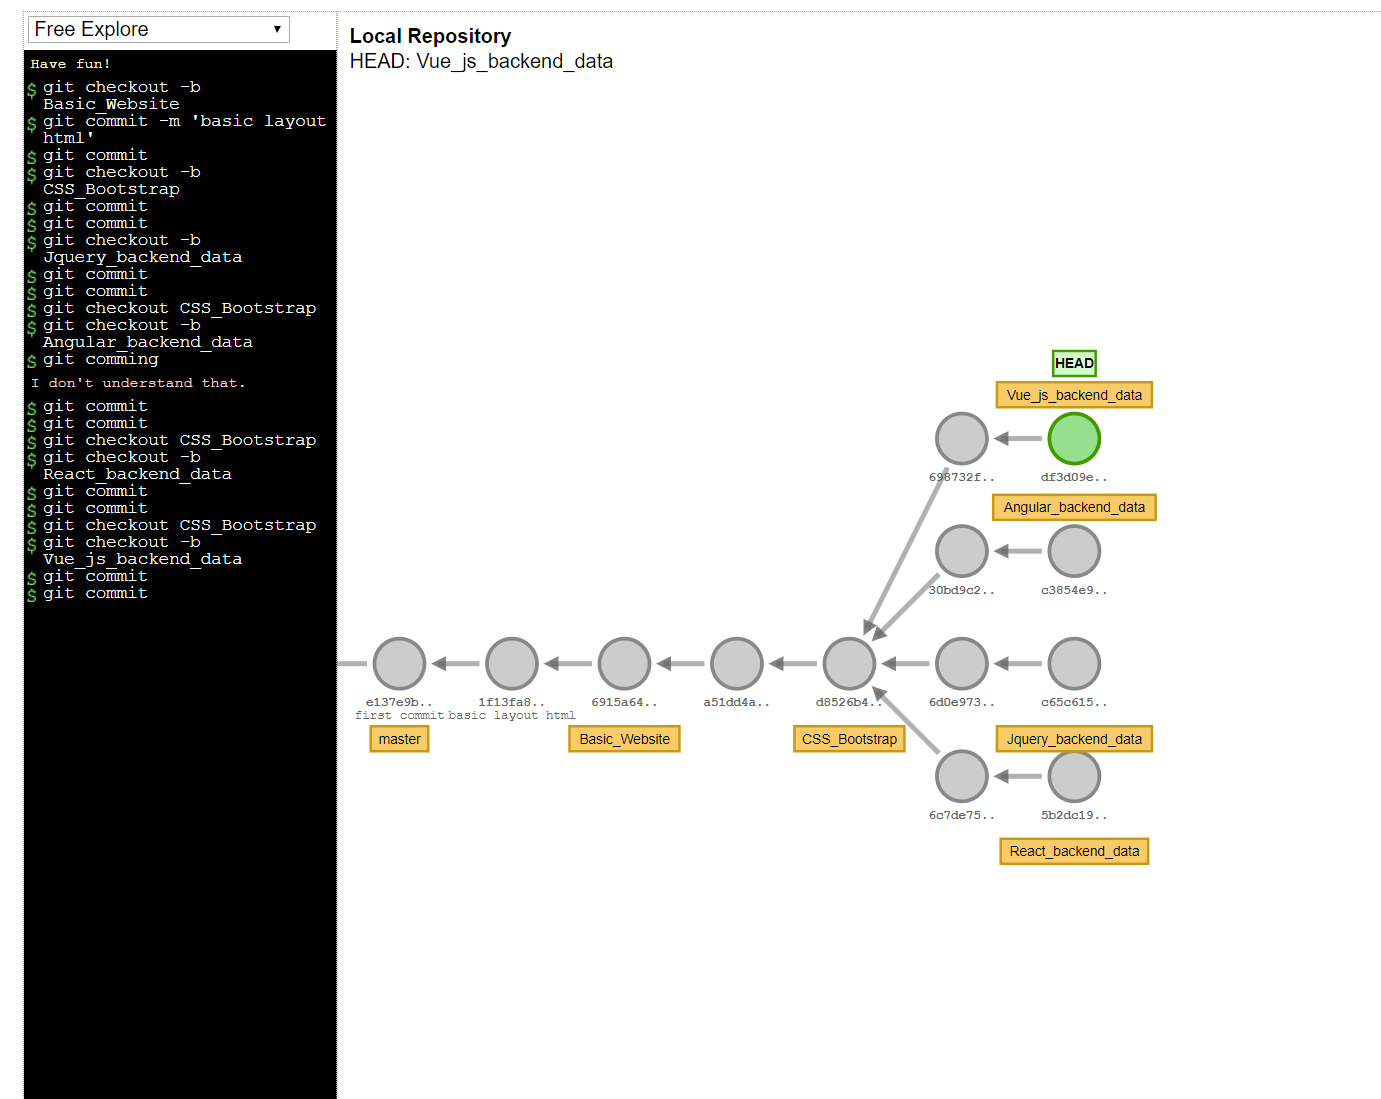 Free Explore
Have fun!
$ git checkout -b
Basic_Website
$ git commit -m 'basic layout
html'
$ git commit
$ git checkout -b
CSS_Bootstrap
$ git commit
$ git commit
$ git checkout -b
Jquery_backend_data
$ git commit
$ git commit
$ git checkout CSS_Bootstrap
$ git checkout -b
Angular_backend_data
$ git comming
I don't understand that.
$ git commit
$ git commit
$ git checkout CSS_Bootstrap
$ git checkout -b
React_backend_data
$ git commit
$ git commit
$ git checkout CSS_Bootstrap
$ git checkout -b
Vue_js_backend_data
$ git commit
$ git commit
Local Repository
HEAD: Vue_js_backend_data
HEAD
Vue_js_backend_data
698732f.. df3d09e..
Angular_backend_data
30bd9c2.. c3854e9..
e137e9b.. 1f13fa8.. 6915a64.. a51dd4a.. d8526b4.. 6d0e973.. c65c615..
first commit basic layout html
master Basic_Website CSS_Bootstrap Jquery_backend_data
6c7de75.. 5b2dc19..
React_backend_data